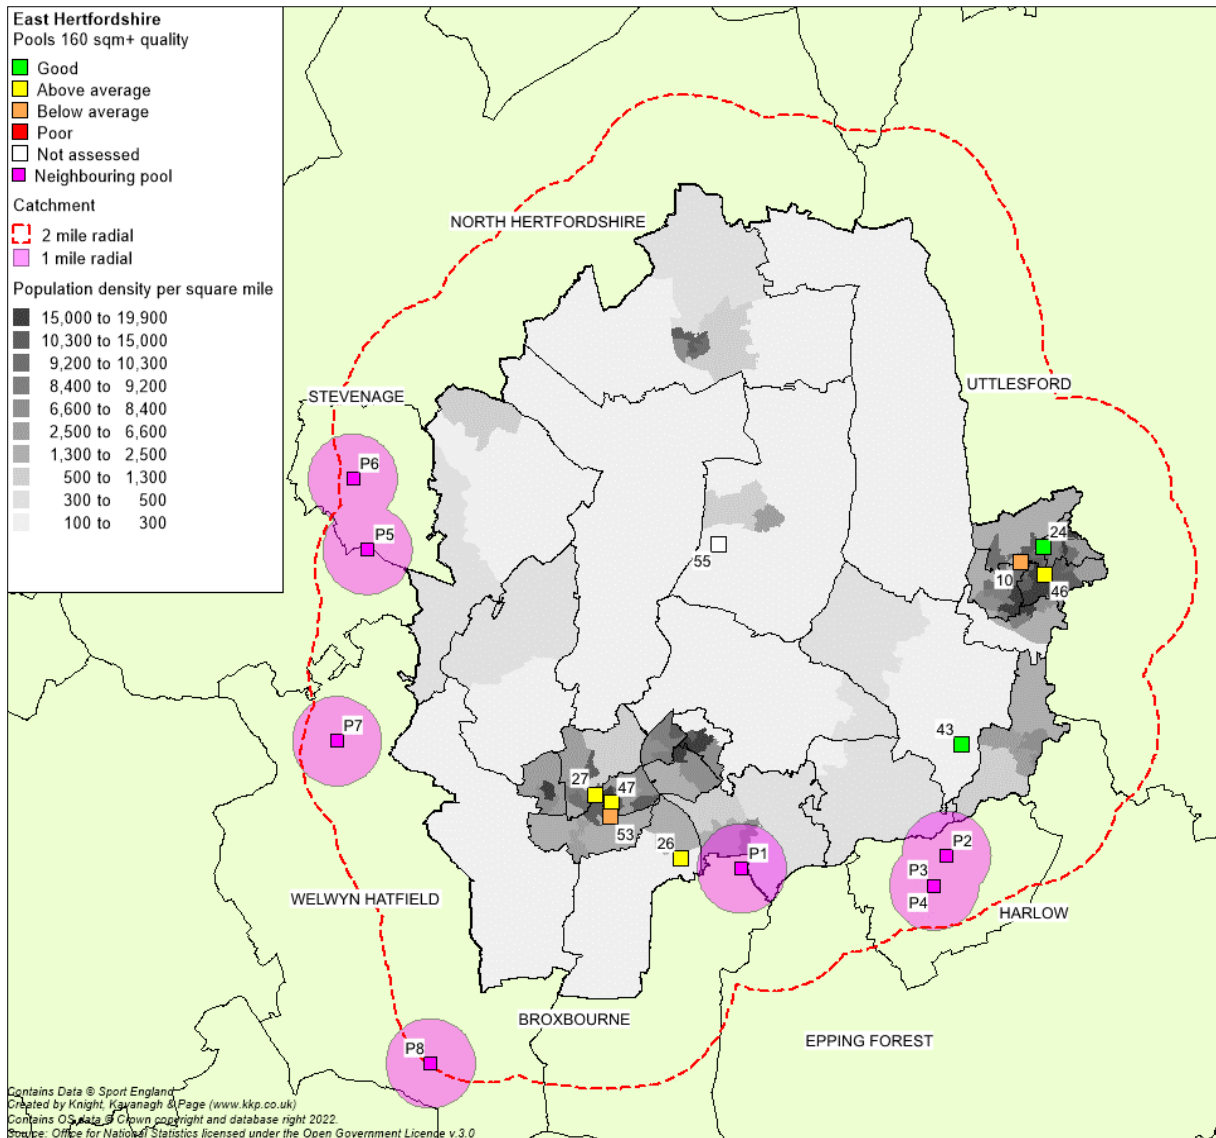 East Hertfordshire
Pools 160 sqm+ quality
Good
Above average
Below average
Poor
Not assessed
Neighbouring pool
Catchment
2 mile radial
1 mile radial
Population density per square mile
15,000 to 19,900
10,300 to 15,000
9,200 to 10,300
8,400 to 9,200
6,600 to 8,400
2,500 to 6,600
1,300 to 2,500
500 to 1,300
300 to 500
100 to 300
NORTH HERTFORDSHIRE
UTTLESFORD
STEVENAGE
P6
P5
24
10
46
55
P7
43
27
47
53
26
P1
P2
P3
P4
WELWYN HATFIELD
HARLOW
BROXBOURNE
EPPING FOREST
P8
Contains Data © Sport England
Created by Knight, Kavanagh & Page (www.kkp.co.uk)
Contains OS data © Crown copyright and database right 2022.
Source: Office for National Statistics licensed under the Open Government Licence v.3.0